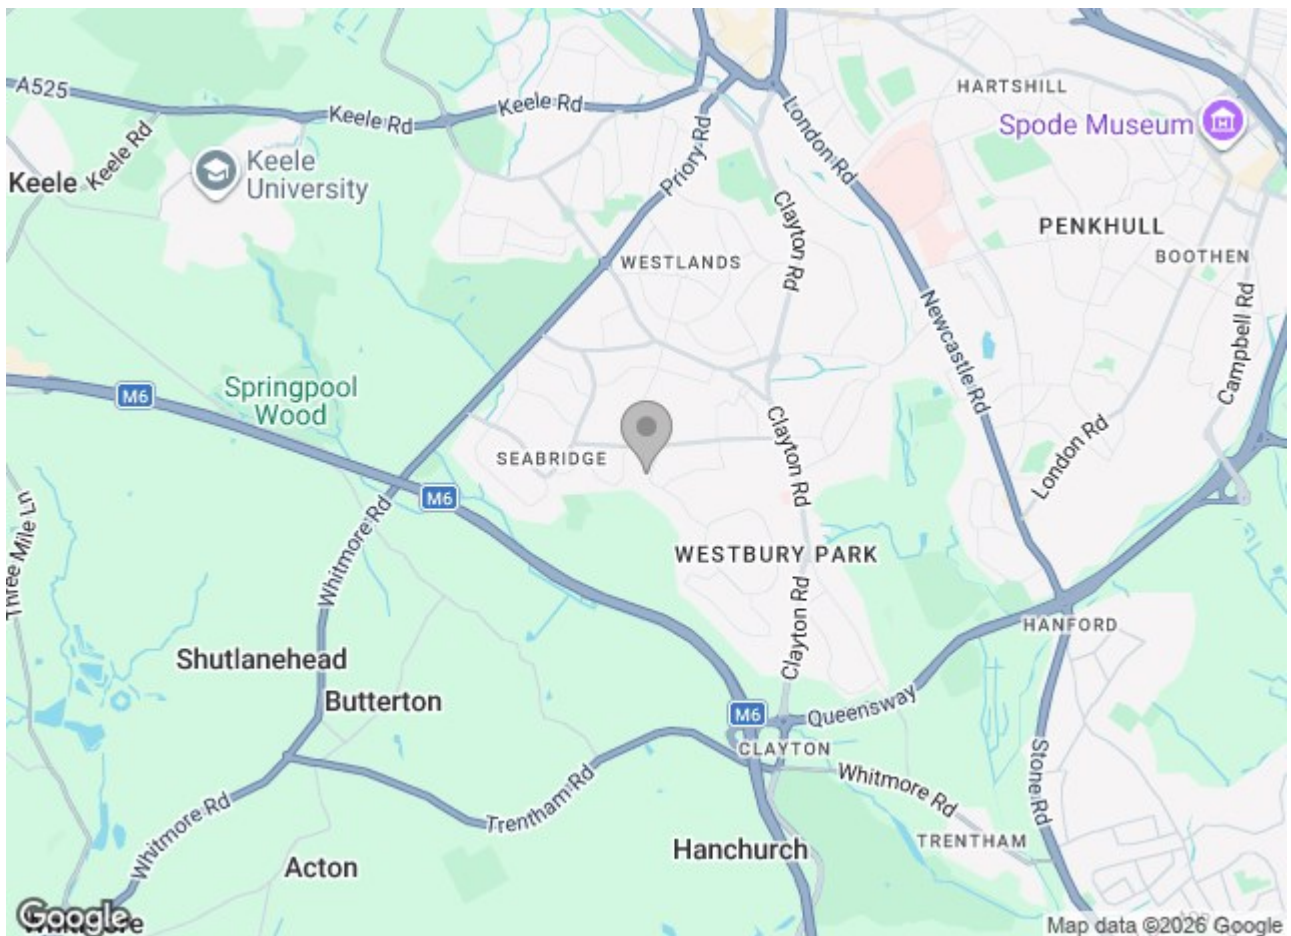 A525
Keele Rd
Keele Rd
Keele Rd
Keele
Keele
University
Priory Rd
London Rd
HARTSHILL
Spode Museum
Clayton Rd
PENKHULL
BOOTHEN
WESTLANDS
Newcastle Rd
Campbell Rd
M6
Springpool
Wood
SEABRIDGE
Clayton Rd
London Rd
M6
Three Mile Ln
Whitmore Rd
WESTBURY PARK
Clayton Rd
HANFORD
Shutlanehead
Butterton
M6
Queensway
CLAYTON
Stone Rd
Whitmore Rd
Trentham Rd
Whitmore Rd
TRENTHAM
Hanchurch
Acton
Google
Map data ©2026 Google